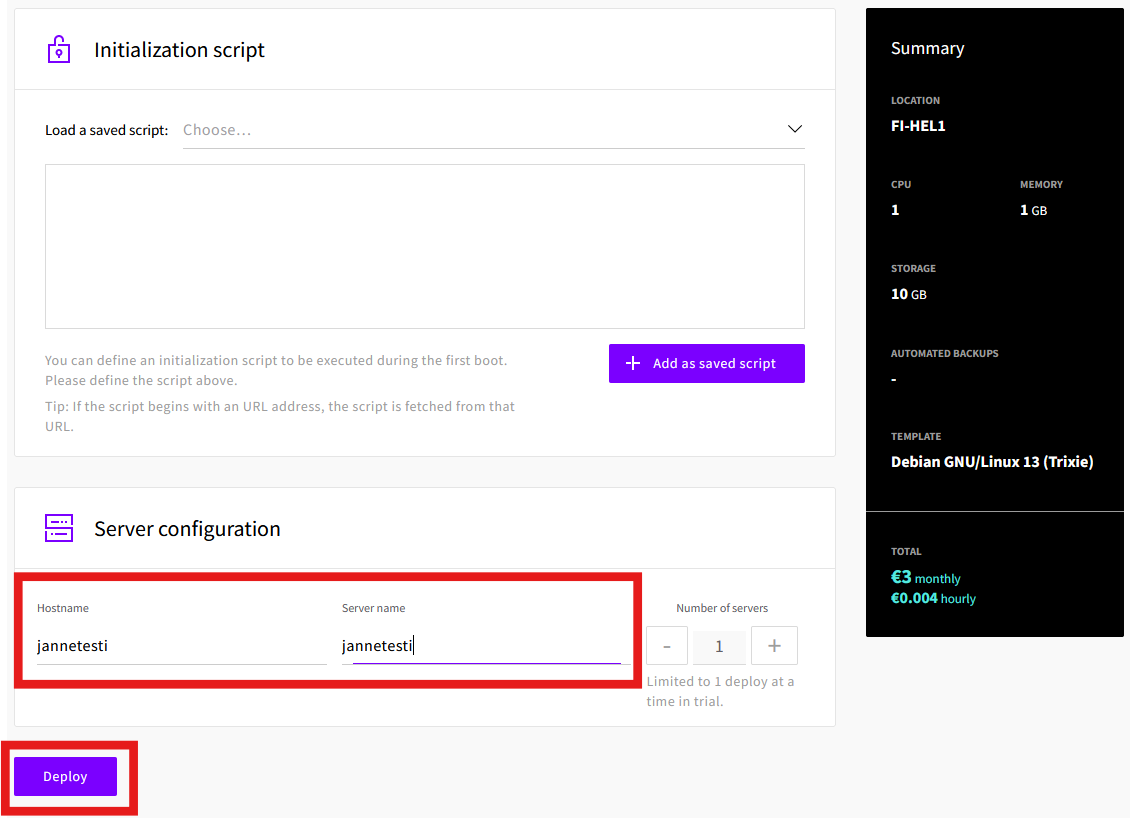 Initialization script
Load a saved script: Choose...
You can define an initialization script to be executed during the first boot.
Please define the script above.
Tip: If the script begins with an URL address, the script is fetched from that
URL.
+ Add as saved script
Server configuration
Hostname
jannetesti
Server name
jannetesti
Number of servers
- 1 +
Limited to 1 deploy at a
time in trial.
Deploy
Summary
LOCATION
FI-HEL1
CPU
1
MEMORY
1 GB
STORAGE
10 GB
AUTOMATED BACKUPS
-
TEMPLATE
Debian GNU/Linux 13 (Trixie)
TOTAL
€3 monthly
€0.004 hourly